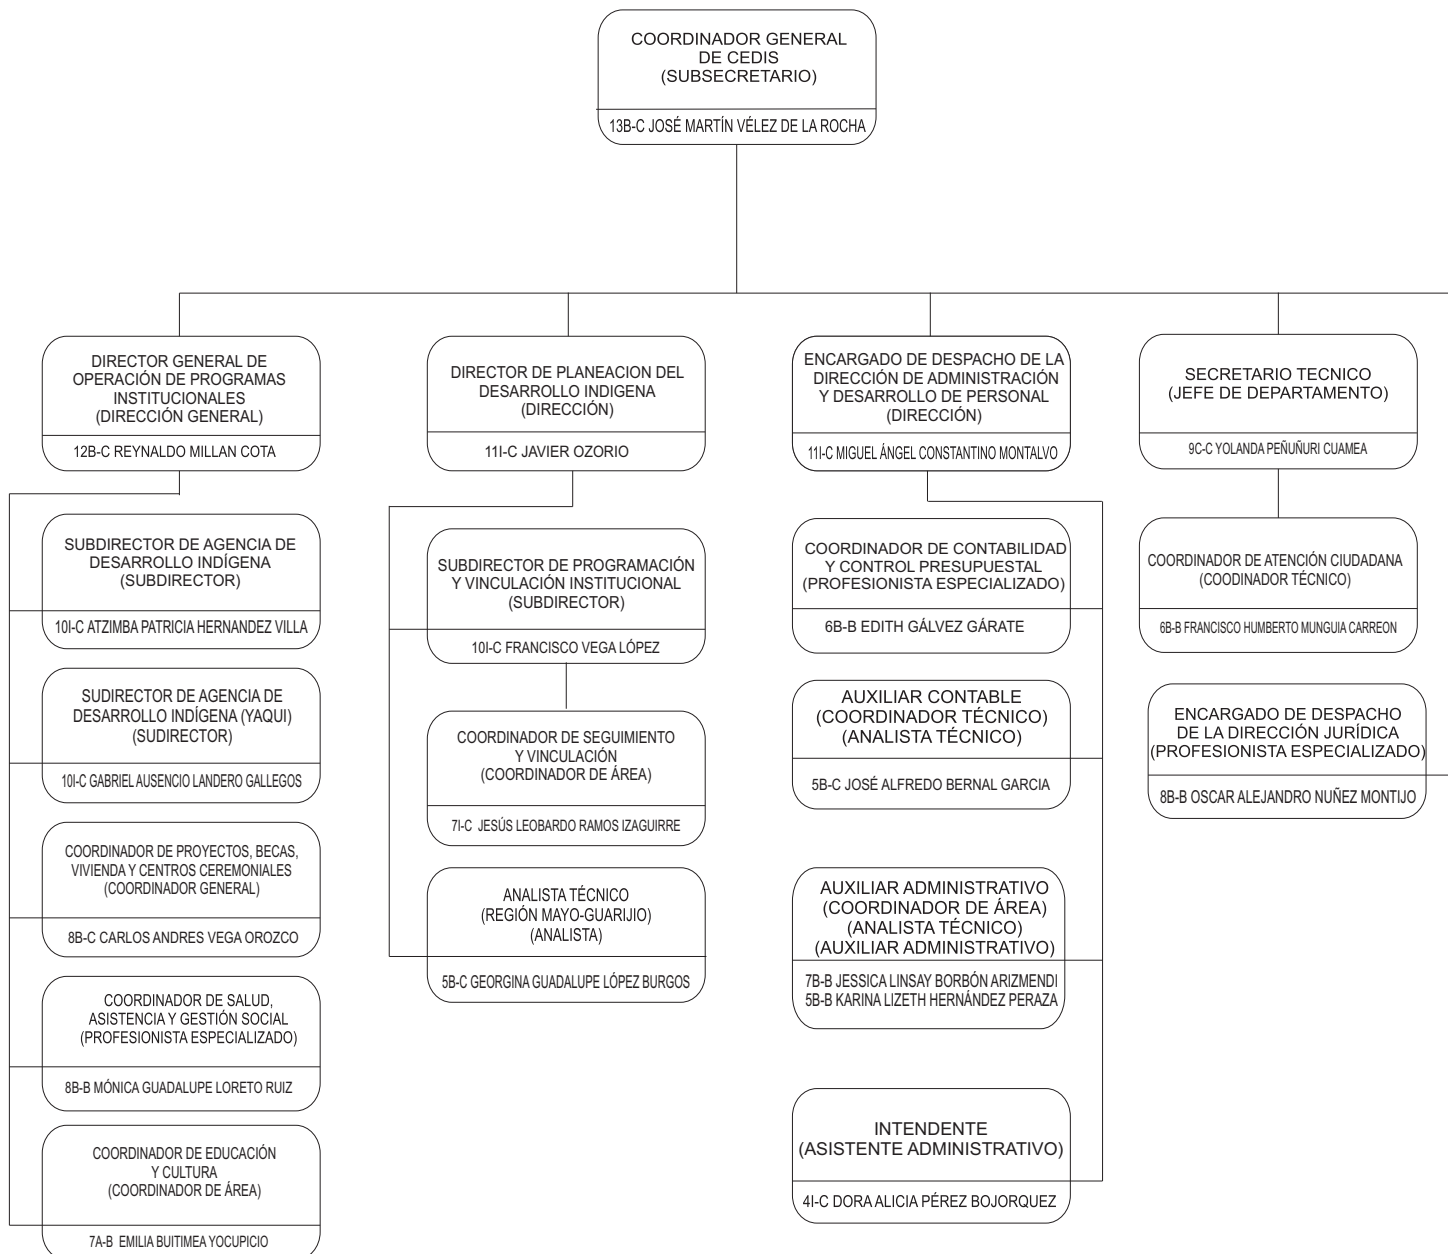 COORDINADOR GENERAL
DE CEDIS
(SUBSECRETARIO)
13B-C JOSÉ MARTÍN VÉLEZ DE LA ROCHA
DIRECTOR GENERAL DE
OPERACIÓN DE PROGRAMAS
INSTITUCIONALES
(DIRECCIÓN GENERAL)
12B-C REYNALDO MILLAN COTA
SUBDIRECTOR DE AGENCIA DE
DESARROLLO INDÍGENA
(SUBDIRECTOR)
10I-C ATZIMBA PATRICIA HERNANDEZ VILLA
SUDIRECTOR DE AGENCIA DE
DESARROLLO INDÍGENA (YAQUI)
(SUDIRECTOR)
10I-C GABRIEL AUSENCIO LANDERO GALLEGOS
COORDINADOR DE PROYECTOS, BECAS,
VIVIENDA Y CENTROS CEREMONIALES
(COORDINADOR GENERAL)
8B-C CARLOS ANDRES VEGA OROZCO
COORDINADOR DE SALUD,
ASISTENCIA Y GESTIÓN SOCIAL
(PROFESIONISTA ESPECIALIZADO)
8B-B MÓNICA GUADALUPE LORETO RUIZ
COORDINADOR DE EDUCACIÓN
Y CULTURA
(COORDINADOR DE ÁREA)
7A-B EMILIA BUITIMEA YOCUPICIO
DIRECTOR DE PLANEACION DEL
DESARROLLO INDIGENA
(DIRECCIÓN)
11I-C JAVIER OZORIO
SUBDIRECTOR DE PROGRAMACIÓN
Y VINCULACIÓN INSTITUCIONAL
(SUBDIRECTOR)
10I-C FRANCISCO VEGA LÓPEZ
COORDINADOR DE SEGUIMIENTO
Y VINCULACIÓN
(COORDINADOR DE ÁREA)
7I-C JESÚS LEOBARDO RAMOS IZAGUIRRE
ANALISTA TÉCNICO
(REGIÓN MAYO-GUARIJIO)
(ANALISTA)
5B-C GEORGINA GUADALUPE LÓPEZ BURGOS
ENCARGADO DE DESPACHO DE LA
DIRECCIÓN DE ADMINISTRACIÓN
Y DESARROLLO DE PERSONAL
(DIRECCIÓN)
11I-C MIGUEL ÁNGEL CONSTANTINO MONTALVO
COORDINADOR DE CONTABILIDAD
Y CONTROL PRESUPUESTAL
(PROFESIONISTA ESPECIALIZADO)
6B-B EDITH GÁLVEZ GÁRATE
AUXILIAR CONTABLE
(COORDINADOR TÉCNICO)
(ANALISTA TÉCNICO)
5B-C JOSÉ ALFREDO BERNAL GARCIA
AUXILIAR ADMINISTRATIVO
(COORDINADOR DE ÁREA)
(ANALISTA TÉCNICO)
(AUXILIAR ADMINISTRATIVO)
7B-B JESSICA LINSAY BORBÓN ARIZMENDI
5B-B KARINA LIZETH HERNÁNDEZ PERAZA
INTENDENTE
(ASISTENTE ADMINISTRATIVO)
4I-C DORA ALICIA PÉREZ BOJORQUEZ
SECRETARIO TECNICO
(JEFE DE DEPARTAMENTO)
9C-C YOLANDA PEÑUÑURI CUAMEA
COORDINADOR DE ATENCIÓN CIUDADANA
(COODINADOR TÉCNICO)
6B-B FRANCISCO HUMBERTO MUNGUIA CARREON
ENCARGADO DE DESPACHO
DE LA DIRECCIÓN JURÍDICA
(PROFESIONISTA ESPECIALIZADO)
8B-B OSCAR ALEJANDRO NUÑEZ MONTIJO